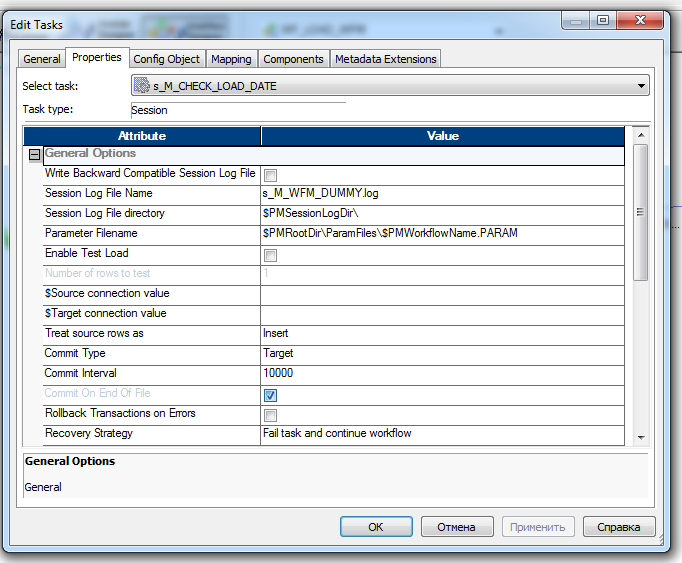 Edit Tasks
General Properties Config Object Mapping Components Metadata Extensions
Select task: s_M_CHECK_LOAD_DATE
Task type: Session
Attribute Value
General Options
Write Backward Compatible Session Log File
Session Log File Name s_M_WFM_DUMMY.log
Session Log File directory $PMSessionLogDir\
Parameter Filename $PMRootDir\ParamFiles\$PMWorkflowName.PARAM
Enable Test Load
Number of rows to test 1
$Source connection value
$Target connection value
Treat source rows as Insert
Commit Type Target
Commit Interval 10000
Commit On End Of File
Rollback Transactions on Errors
Recovery Strategy Fail task and continue workflow
General Options
General
OK Отмена Применить Справка